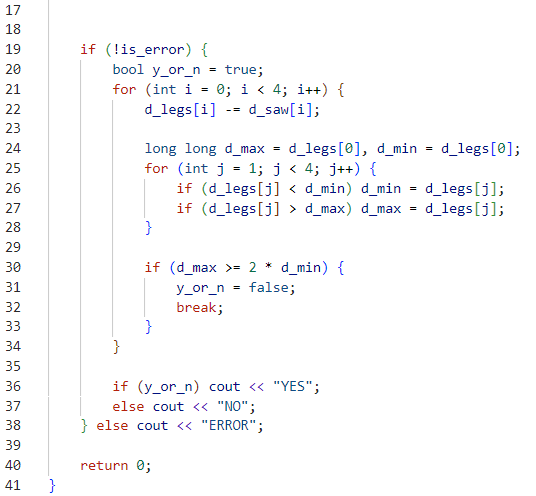 17
18
19 if (!is_error) {
20 bool y_or_n = true;
21 for (int i = 0; i < 4; i++) {
22 d_legs[i] -= d_saw[i];
23
24 long long d_max = d_legs[0], d_min = d_legs[0];
25 for (int j = 1; j < 4; j++) {
26 if (d_legs[j] < d_min) d_min = d_legs[j];
27 if (d_legs[j] > d_max) d_max = d_legs[j];
28 }
29
30 if (d_max >= 2 * d_min) {
31 y_or_n = false;
32 break;
33 }
34 }
35
36 if (y_or_n) cout << "YES";
37 else cout << "NO";
38 } else cout << "ERROR";
39
40 return 0;
41 }